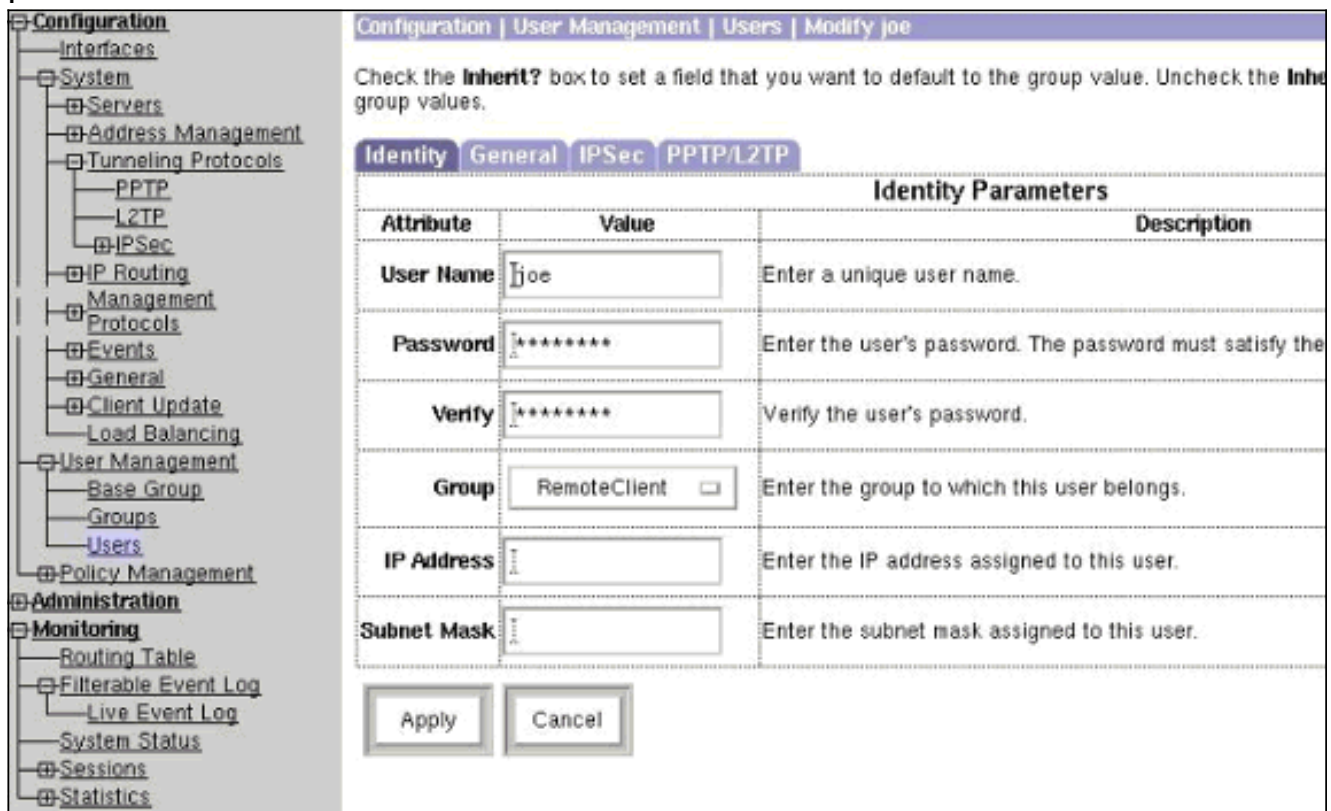 Configuration
Interfaces
System
Servers
Address Management
Tunneling Protocols
PPTP
L2TP
IPSec
IP Routing
Management
Protocols
Events
General
Client Update
Load Balancing
User Management
Base Group
Groups
Users
Policy Management
Administration
Monitoring
Routing Table
Filterable Event Log
Live Event Log
System Status
Sessions
Statistics
Configuration | User Management | Users | Modify joe
Check the Inherit? box to set a field that you want to default to the group value. Uncheck the Inhe
group values.
Identity General IPSec PPTP/L2TP
Identity Parameters
Attribute Value Description
User Name joe Enter a unique user name.
Password ******** Enter the user's password. The password must satisfy the
Verify ******** Verify the user's password.
Group RemoteClient Enter the group to which this user belongs.
IP Address Enter the IP address assigned to this user.
Subnet Mask Enter the subnet mask assigned to this user.
Apply Cancel